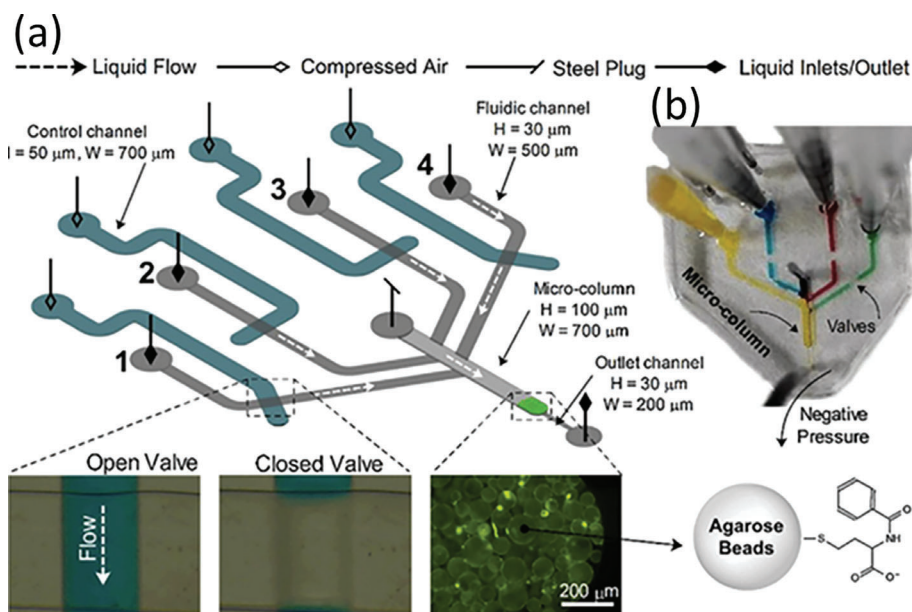 (a)
Liquid Flow
Compressed Air
Steel Plug
Liquid Inlets/Outlet
Control channel
= 50 μm, W = 700 μm
Fluidic channel
H = 30 μm
W = 500 μm
(b)
4
3
2
1
Micro-column
H = 100 μm
W = 700 μm
Outlet channel
H = 30 μm
W = 200 μm
Micro-column
Valves
Negative
Pressure
Open Valve
Closed Valve
Flow
200 μm
Agarose
Beads
S
O
NH
O
O⁻